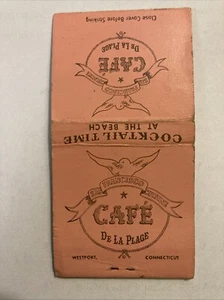 Close Cover Before Striking
CAFÉ
DE LA PLAGE
COCKTAIL TIME
AT THE BEACH
CAFÉ
DE LA PLAGE
WESTPORT, CONNECTICUT